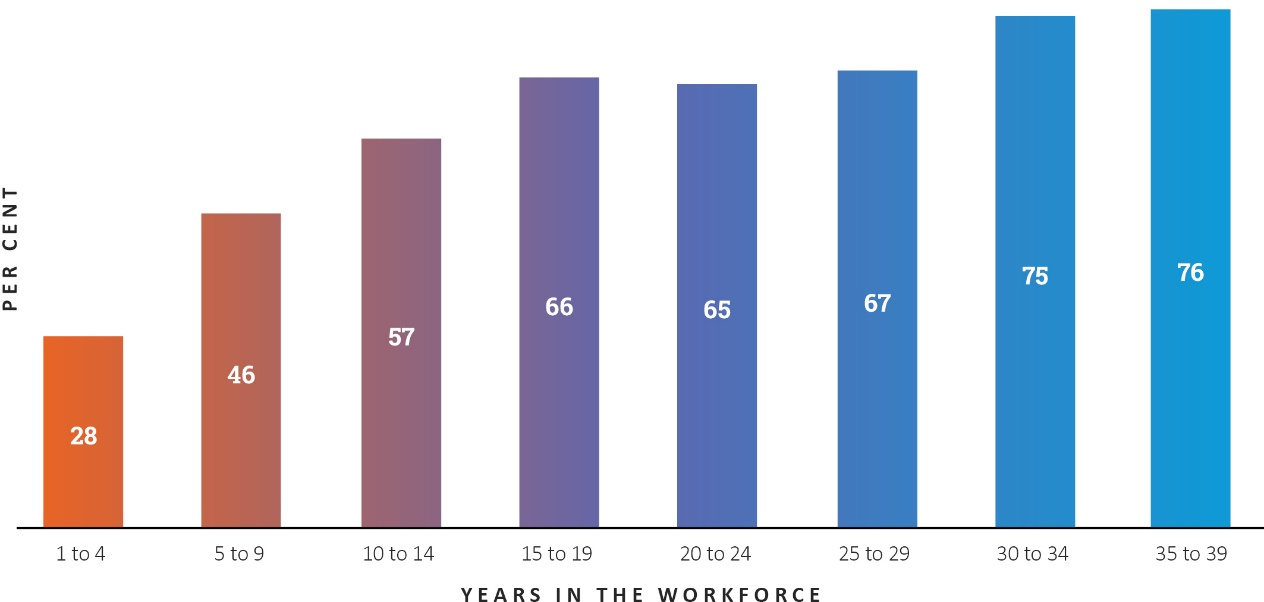 PER CENT
28
46
57
66
65
67
75
76
1 to 4
5 to 9
10 to 14
15 to 19
20 to 24
25 to 29
30 to 34
35 to 39
YEARS IN THE WORKFORCE